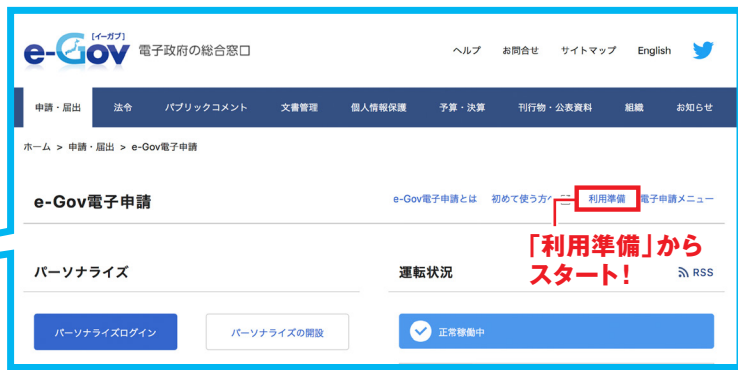 [イーガブ]
e-Gov 電子政府の総合窓口 ヘルプ お問合せ サイトマップ English
申請・届出 法令 パブリックコメント 文書管理 個人情報保護 予算・決算 刊行物・公表資料 組織 お知らせ
ホーム > 申請・届出 > e-Gov電子申請
e-Gov電子申請 e-Gov電子申請とは 初めて使う方へ 利用準備 電子申請メニュー
「利用準備」から
スタート!
パーソナライズ 運転状況 RSS
パーソナライズログイン パーソナライズの開設 正常稼働中